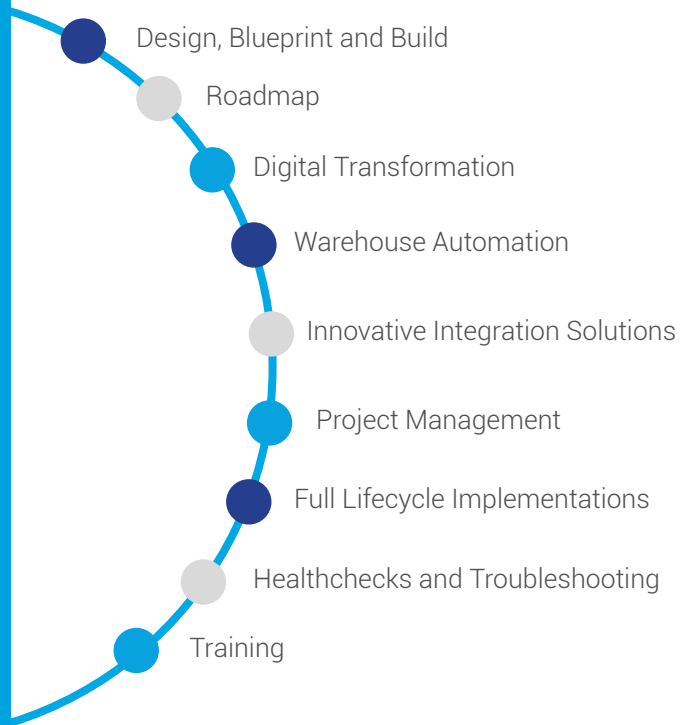 Design, Blueprint and Build
Roadmap
Digital Transformation
Warehouse Automation
Innovative Integration Solutions
Project Management
Full Lifecycle Implementations
Healthchecks and Troubleshooting
Training